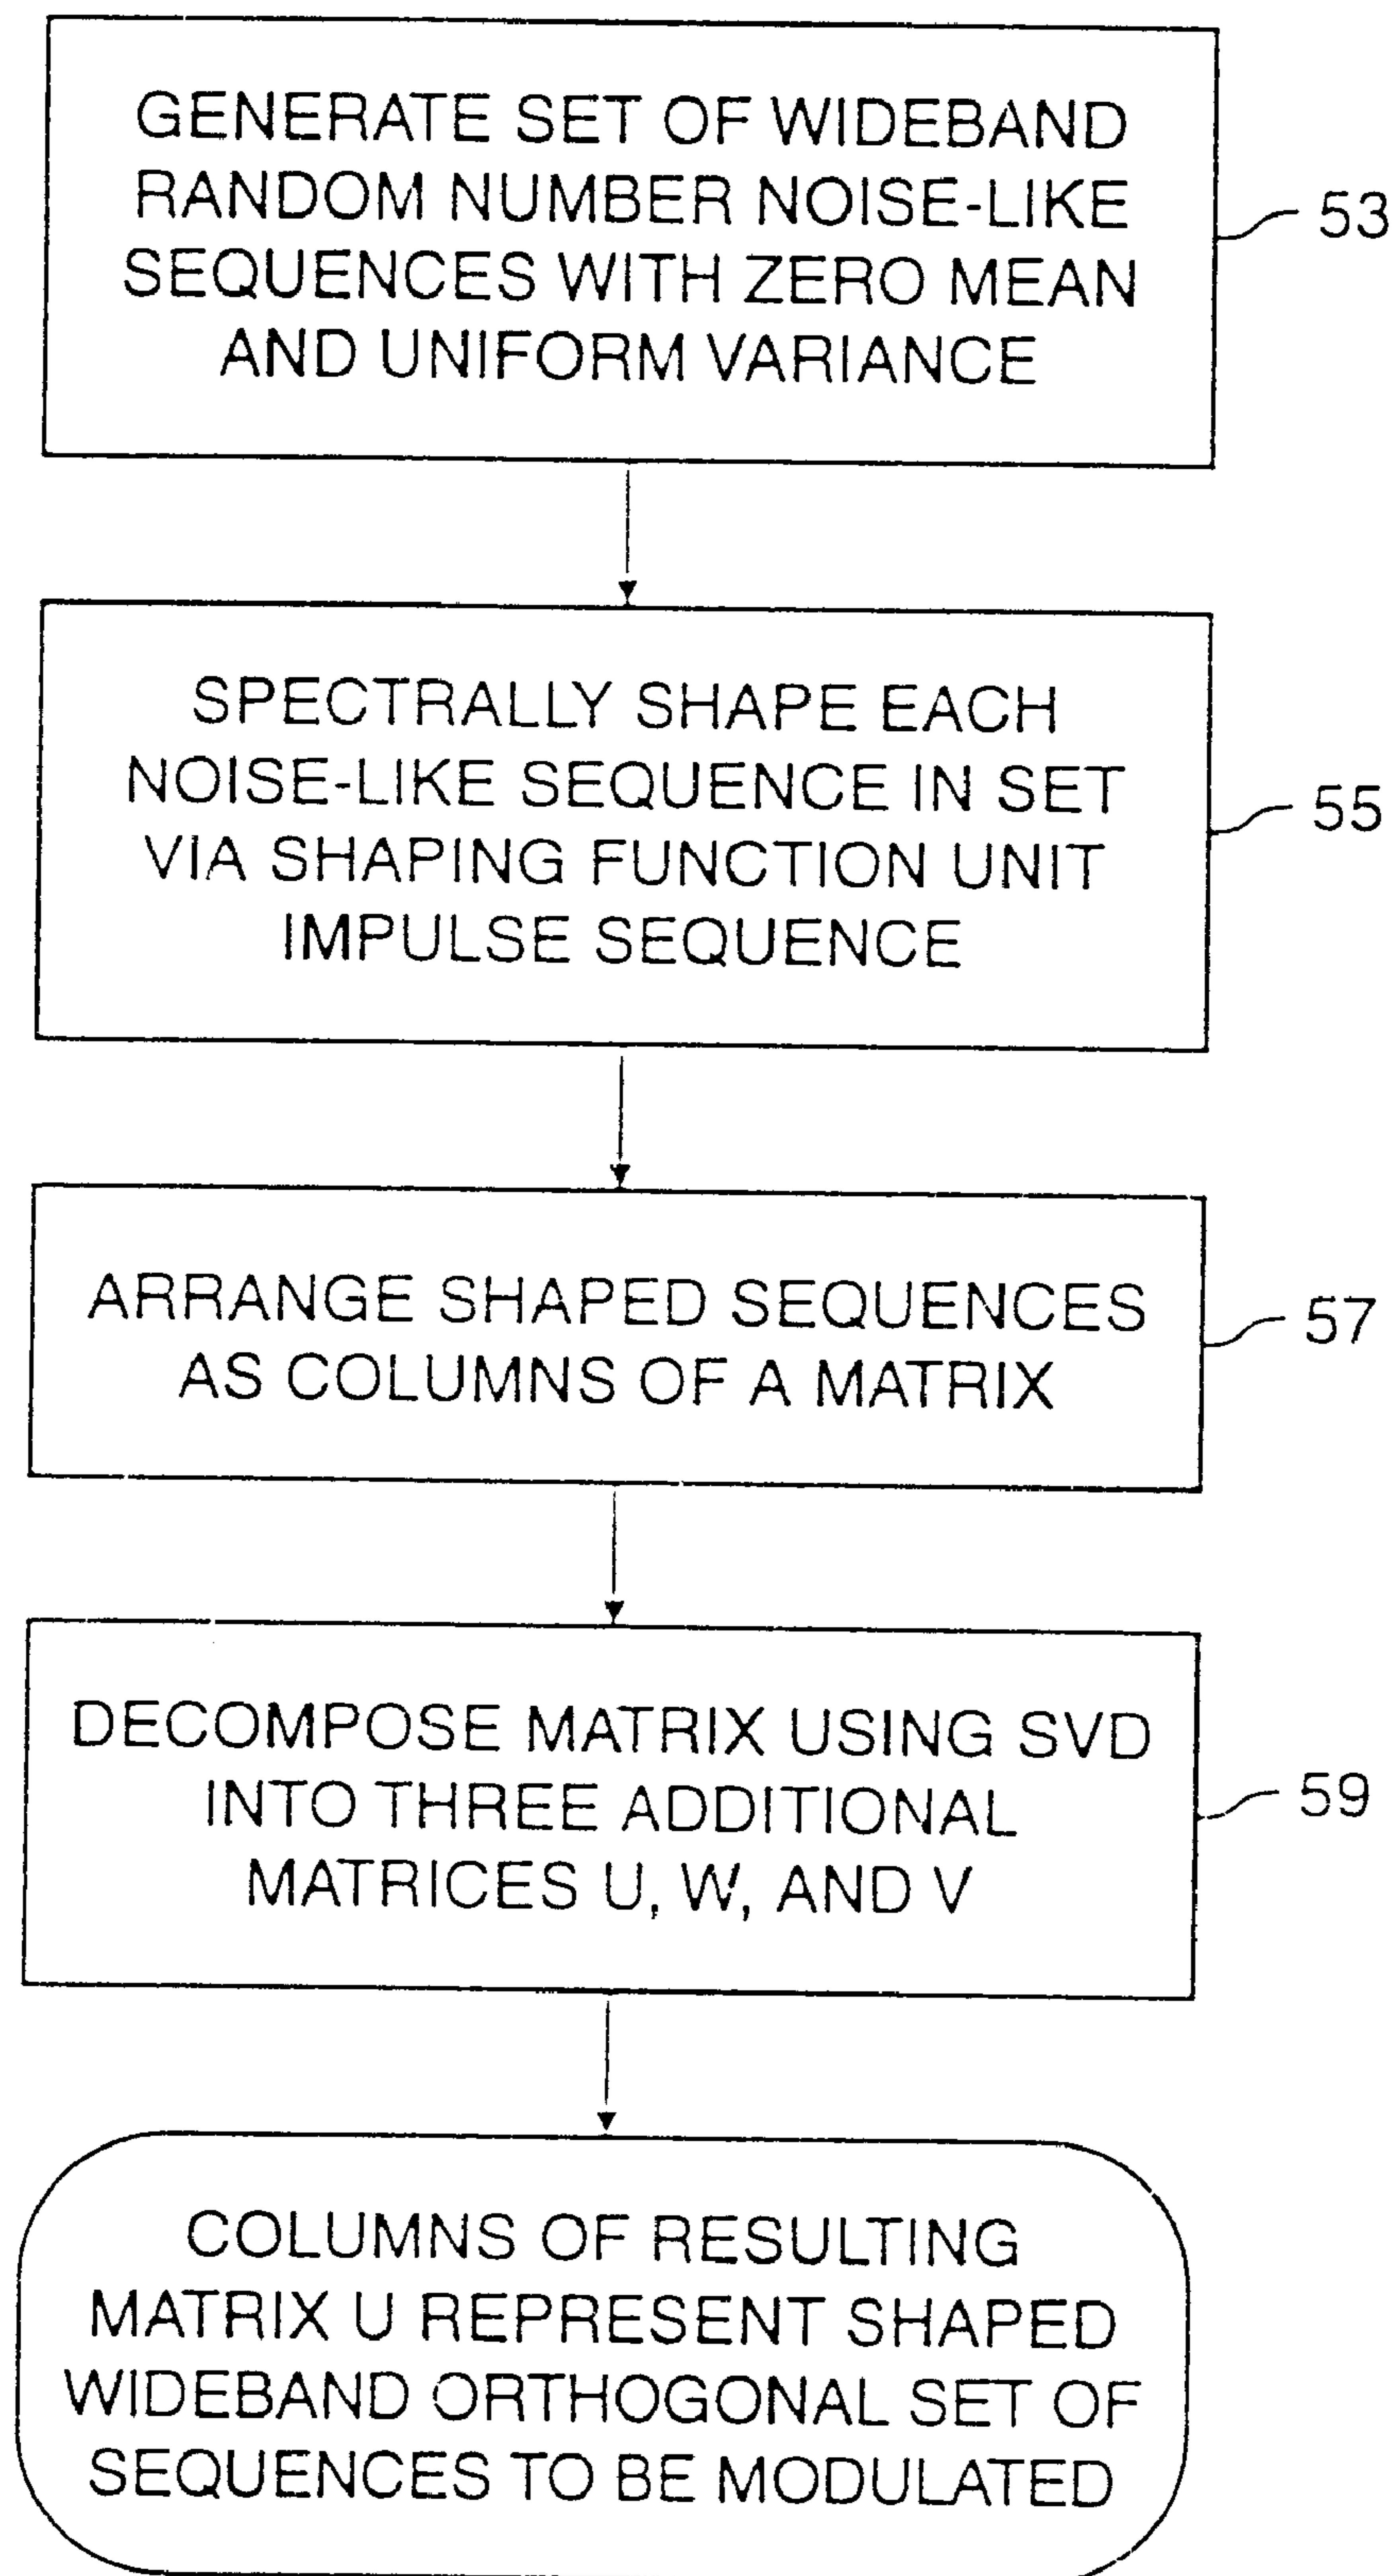 GENERATE SET OF WIDEBAND
RANDOM NUMBER NOISE-LIKE
SEQUENCES WITH ZERO MEAN
AND UNIFORM VARIANCE
53
SPECTRALLY SHAPE EACH
NOISE-LIKE SEQUENCE IN SET
VIA SHAPING FUNCTION UNIT
IMPULSE SEQUENCE
55
ARRANGE SHAPED SEQUENCES
AS COLUMNS OF A MATRIX
57
DECOMPOSE MATRIX USING SVD
INTO THREE ADDITIONAL
MATRICES U, W, AND V
59
COLUMNS OF RESULTING
MATRIX U REPRESENT SHAPED
WIDEBAND ORTHOGONAL SET OF
SEQUENCES TO BE MODULATED